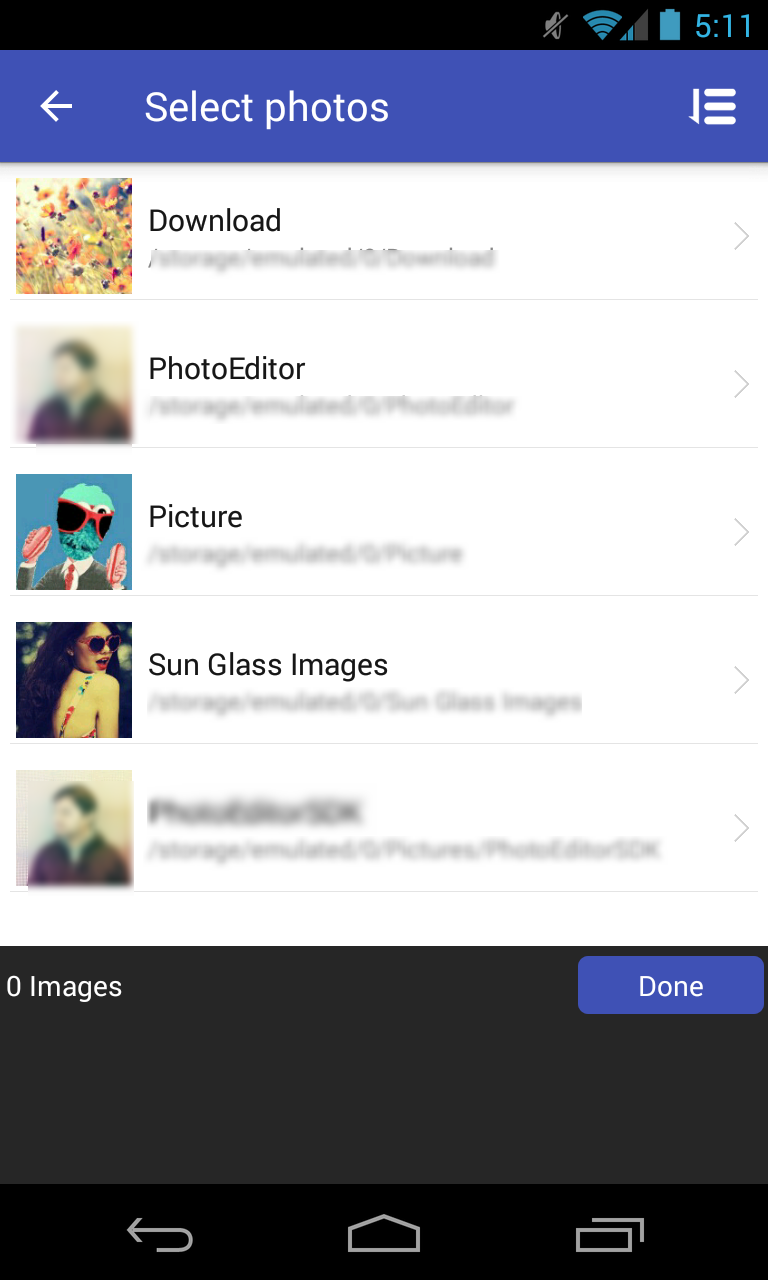 5:11
Select photos
Download
/storage/emulated/0/Download
PhotoEditor
/storage/emulated/0/PhotoEditor
Picture
/storage/emulated/0/Picture
Sun Glass Images
/storage/emulated/0/Sun Glass Images
PhotoEditorSDK
/storage/emulated/0/Pictures/PhotoEditorSDK
0 Images
Done